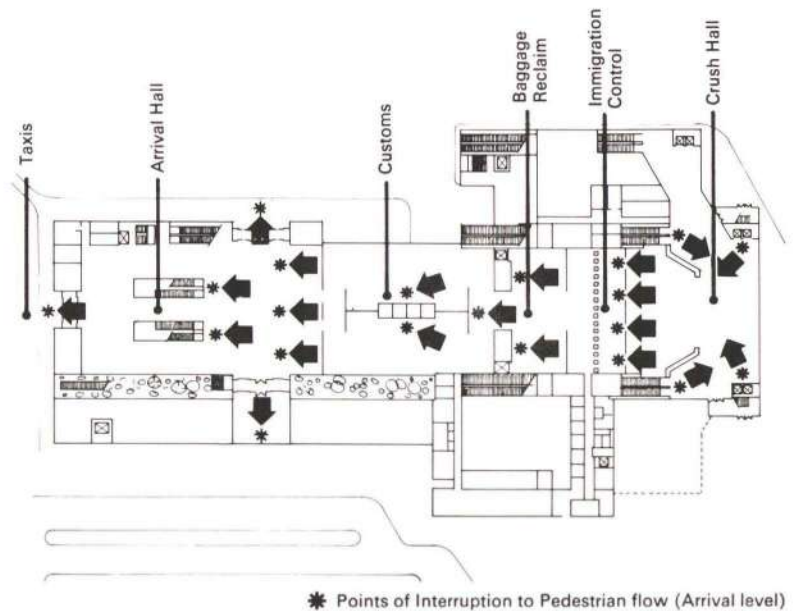 Taxis
Arrival Hall
Customs
Baggage
Reclaim
Immigration
Control
Crush Hall
Points of Interruption to Pedestrian flow (Arrival level)